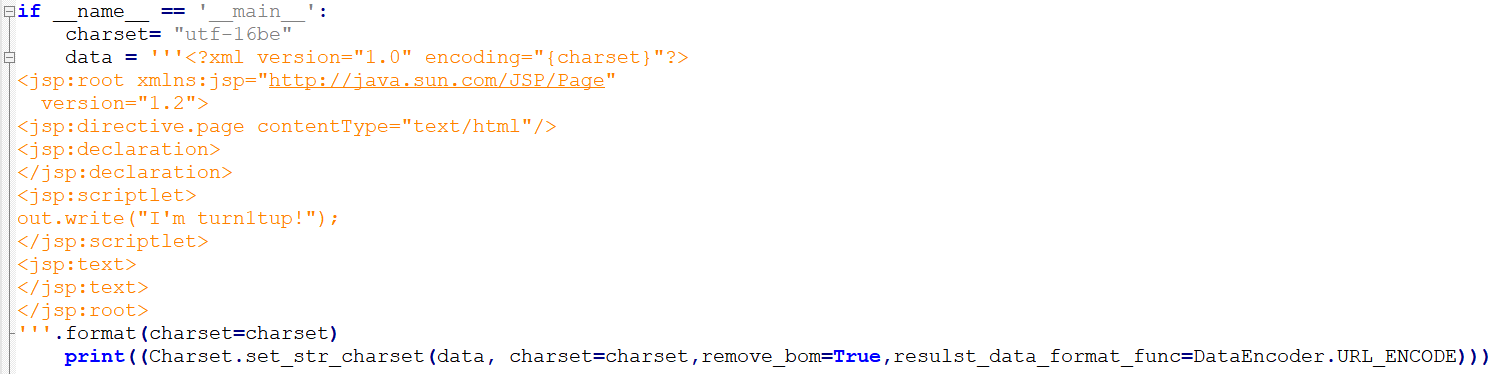 if __name__ == '__main__':
    charset= "utf-16be"
    data = '''<?xml version="1.0" encoding="{charset}"?>
<jsp:root xmlns:jsp="http://java.sun.com/JSP/Page"
  version="1.2">
<jsp:directive.page contentType="text/html"/>
<jsp:declaration>
</jsp:declaration>
<jsp:scriptlet>
out.write("I'm turn1tup!");
</jsp:scriptlet>
<jsp:text>
</jsp:text>
</jsp:root>
'''.format(charset=charset)
    print((Charset.set_str_charset(data, charset=charset,remove_bom=True,resulst_data_format_func=DataEncoder.URL_ENCODE)))